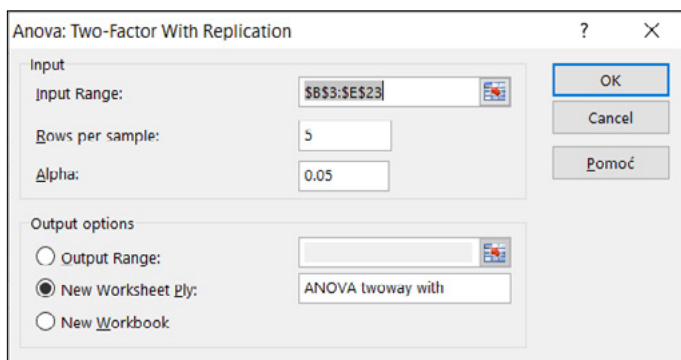 Anova: Two-Factor With Replication
?
Input
Input Range:
$B$3:$E$23
OK
Cancel
Rows per sample:
5
Pomoć
Alpha:
0.05
Output options
Output Range:
New Worksheet Ply:
ANOVA twoway with
New Workbook